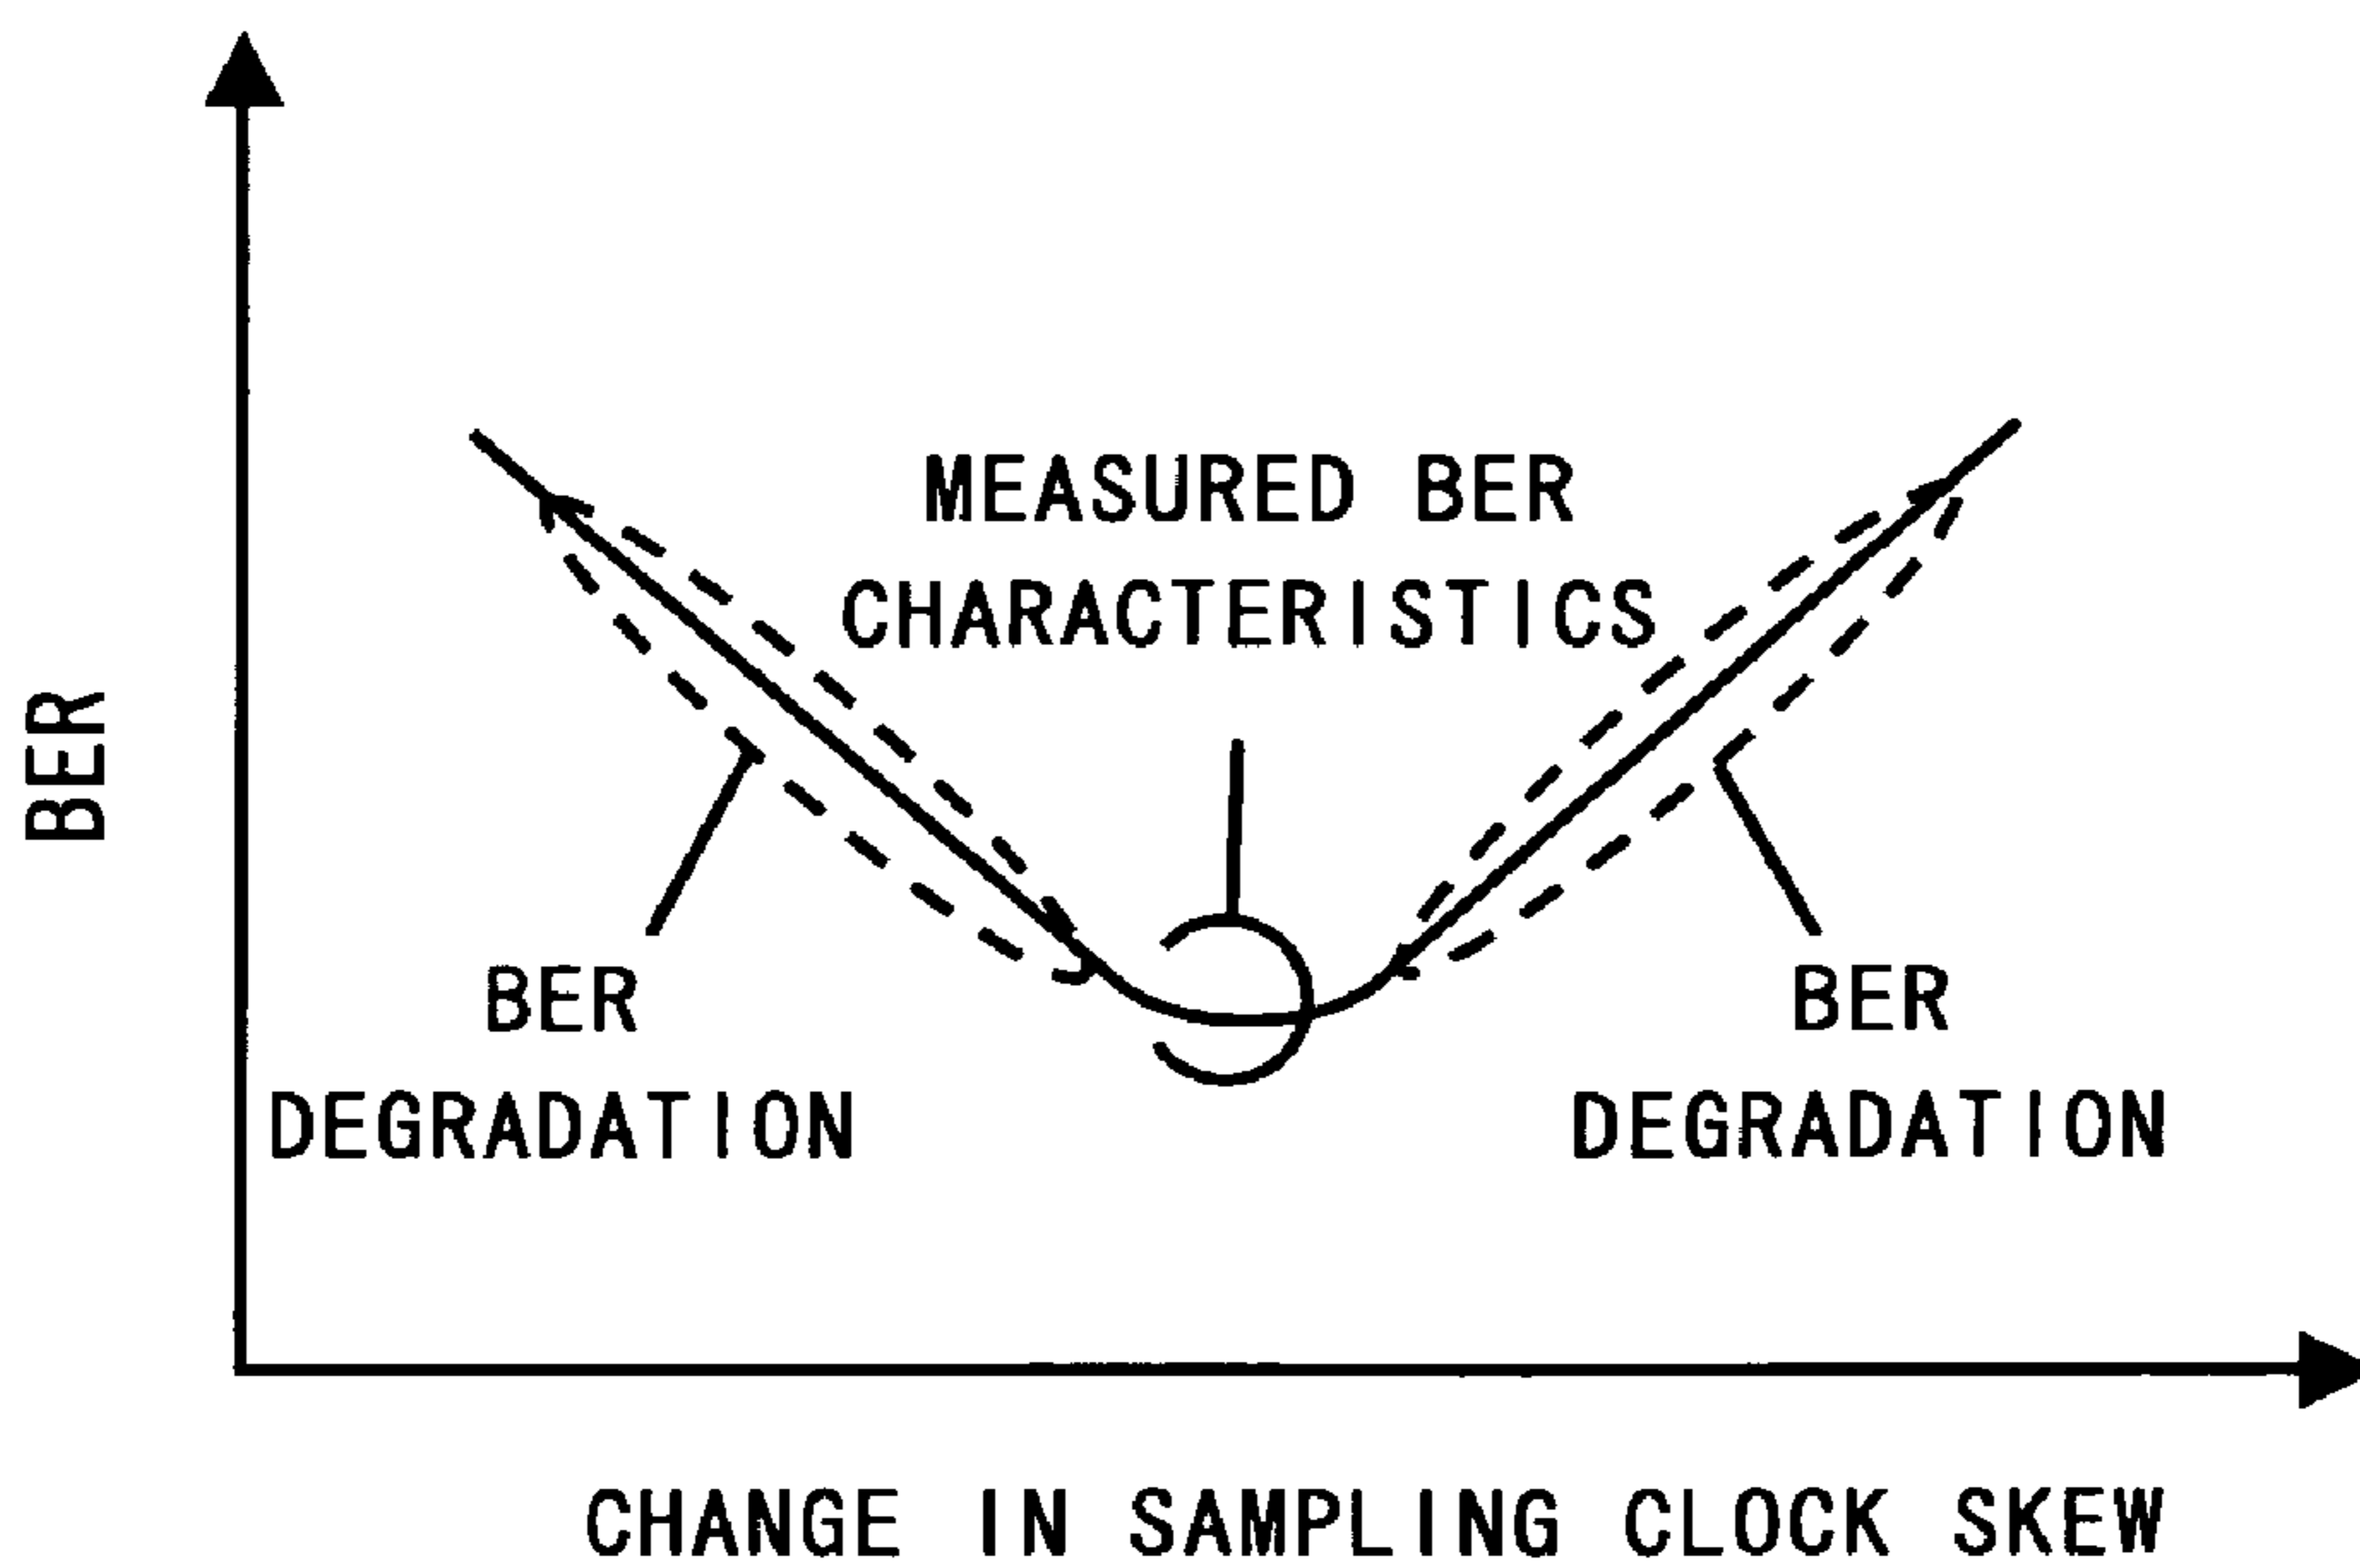 MEASURED BER
CHARACTERISTICS
BER
BER
DEGRADATION
BER
DEGRADATION
CHANGE IN SAMPLING CLOCK SKEW